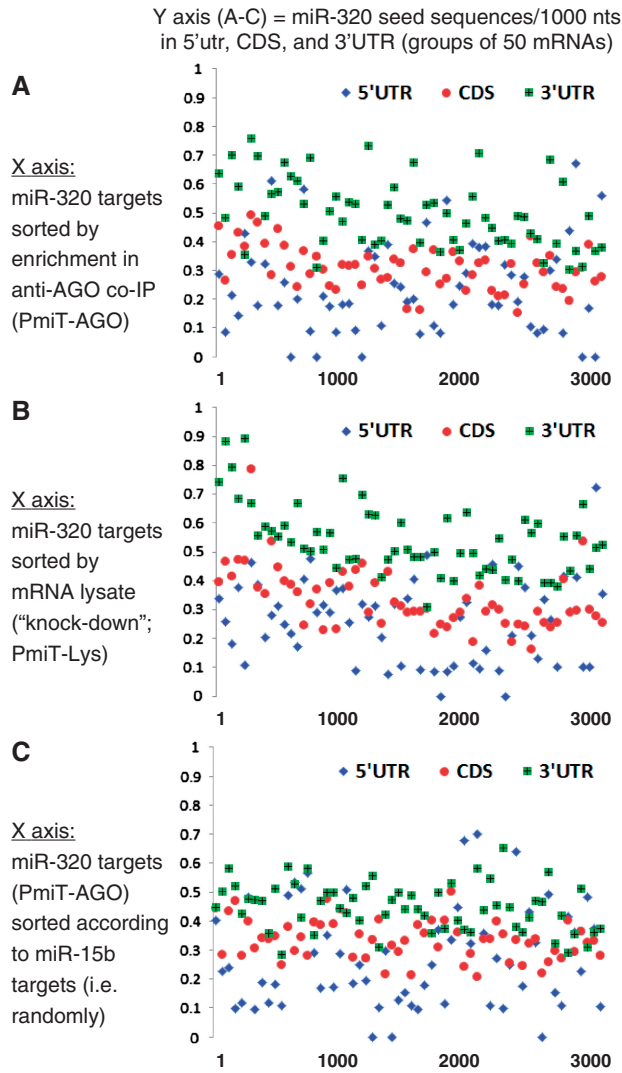 Y axis (A-C) = miR-320 seed sequences/1000 nts
in 5'utr, CDS, and 3'UTR (groups of 50 mRNAs)
A
X axis:
miR-320 targets
sorted by
enrichment in
anti-AGO co-IP
(PmiT-AGO)
5'UTR CDS 3'UTR
1
0.9
0.8
0.7
0.6
0.5
0.4
0.3
0.2
0.1
0
1 1000 2000 3000
B
X axis:
miR-320 targets
sorted by
mRNA lysate
(“knock-down”;
PmiT-Lys)
5'UTR CDS 3'UTR
1
0.9
0.8
0.7
0.6
0.5
0.4
0.3
0.2
0.1
0
1 1000 2000 3000
C
X axis:
miR-320 targets
(PmiT-AGO)
sorted according
to miR-15b
targets (i.e.
randomly)
5'UTR CDS 3'UTR
1
0.9
0.8
0.7
0.6
0.5
0.4
0.3
0.2
0.1
0
1 1000 2000 3000